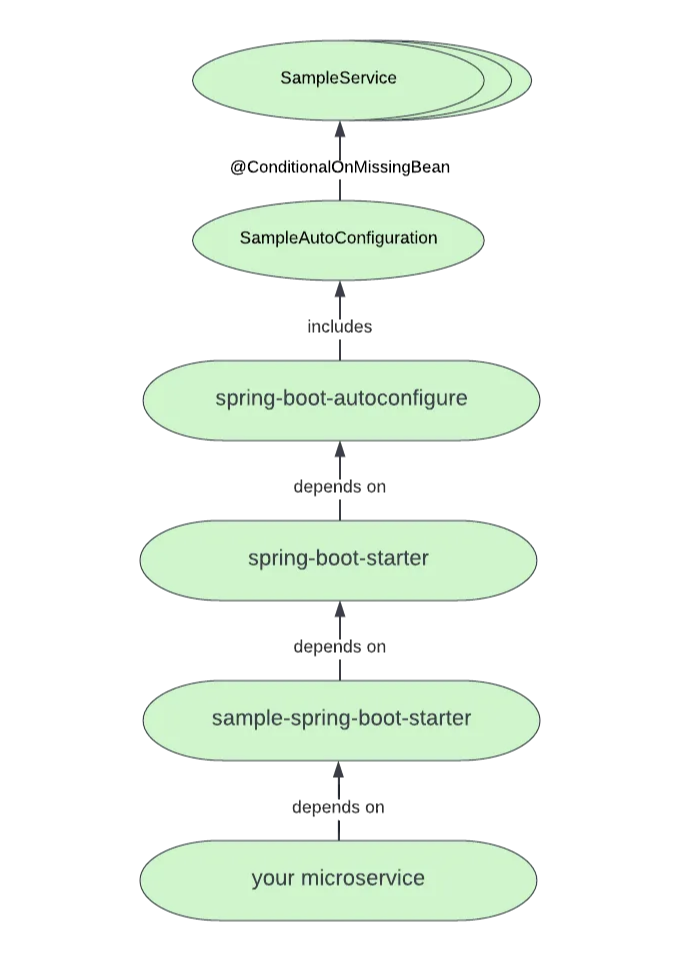 SampleService
@ConditionalOnMissingBean
SampleAutoConfiguration
includes
spring-boot-autoconfigure
depends on
spring-boot-starter
depends on
sample-spring-boot-starter
depends on
your microservice